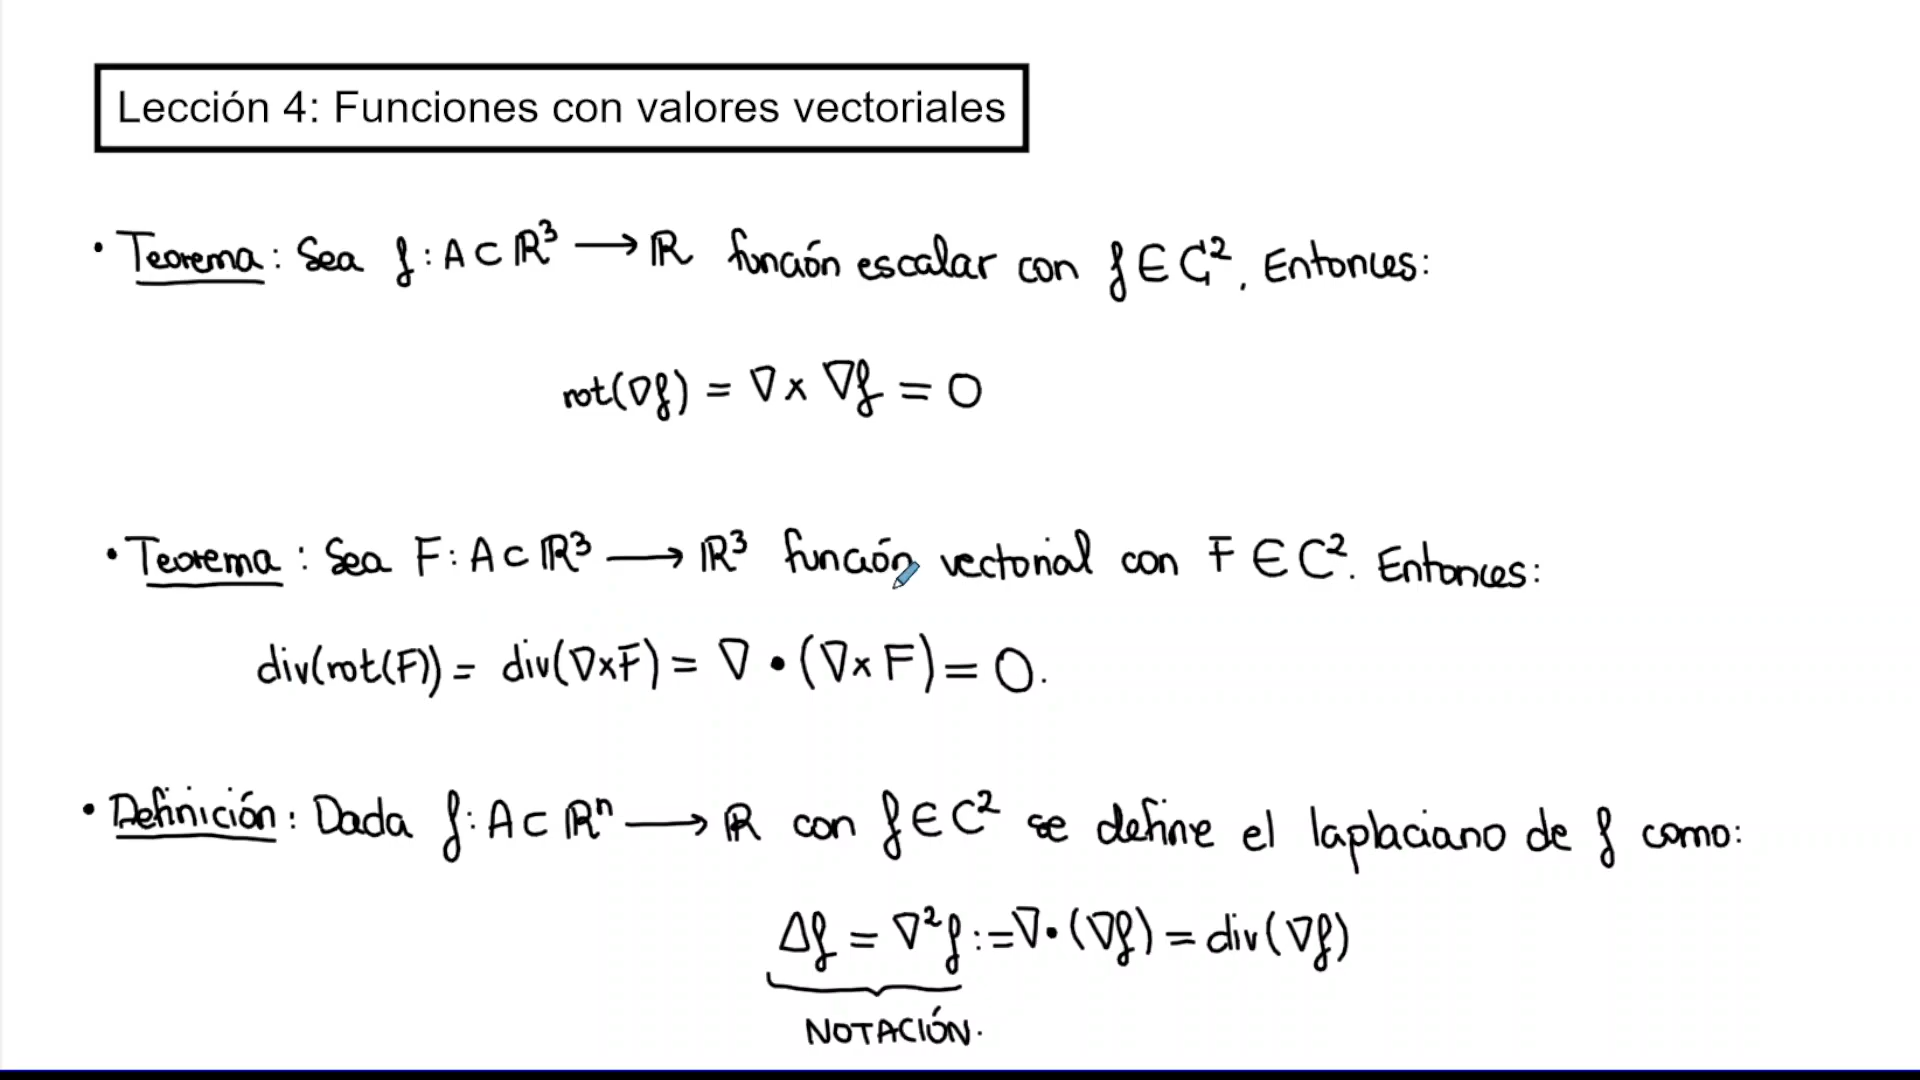 Lección 4: Funciones con valores vectoriales
• Teorema: Sea f: A ⊂ ℝ³ ⟶ ℝ función escalar con f ∈ C². Entonces:
rot(∇f) = ∇ × ∇f = 0
• Teorema: Sea F: A ⊂ ℝ³ ⟶ ℝ³ función vectorial con F ∈ C². Entonces:
div(rot(F)) = div(∇×F) = ∇ • (∇× F) = 0.
• Definición: Dada f: A ⊂ ℝⁿ ⟶ ℝ con f ∈ C² se define el laplaciano de f como:
Δf = ∇²f := ∇•(∇f) = div(∇f)
NOTACIÓN.